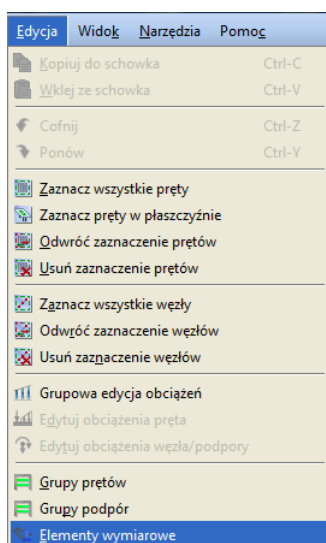 Edycja Widok Narzędzia Pomoc
Kopiuj do schowka Ctrl-C
Wklej ze schowka Ctrl-V
Cofnij Ctrl-Z
Ponów Ctrl-Y
Zaznacz wszystkie pręty
Zaznacz pręty w płaszczyźnie
Odwróć zaznaczenie prętów
Usuń zaznaczenie prętów
Zaznacz wszystkie węzły
Odwróć zaznaczenie węzłów
Usuń zaznaczenie węzłów
Grupowa edycja obciążeń
Edytuj obciążenia pręta
Edytuj obciążenia węzła/podpory
Grupy prętów
Grupy podpór
Elementy wymiarowe